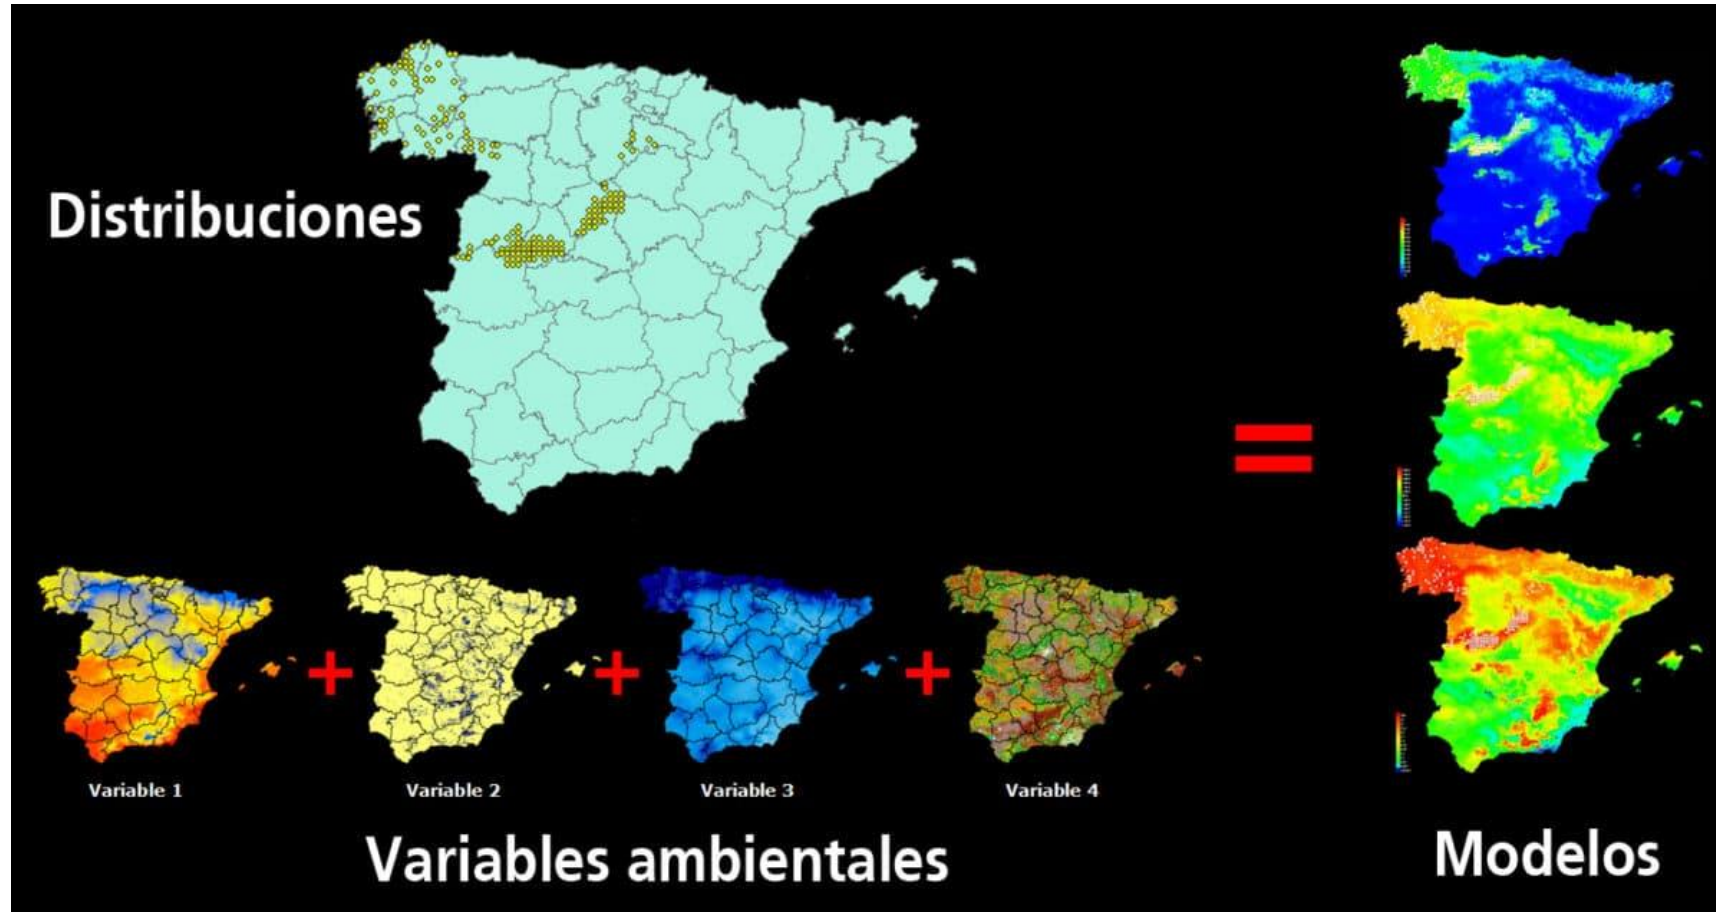 Distribuciones
Variable 1
Variable 2
Variable 3
Variable 4
Variables ambientales
Modelos